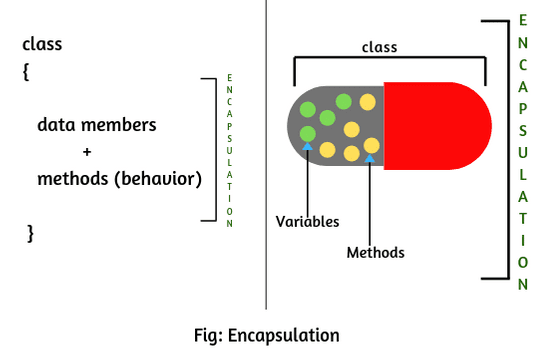 class
{
data members
+
methods (behavior)
}
ENCAPSULATION
class
Variables
Methods
ENCAPSULATION
Fig: Encapsulation